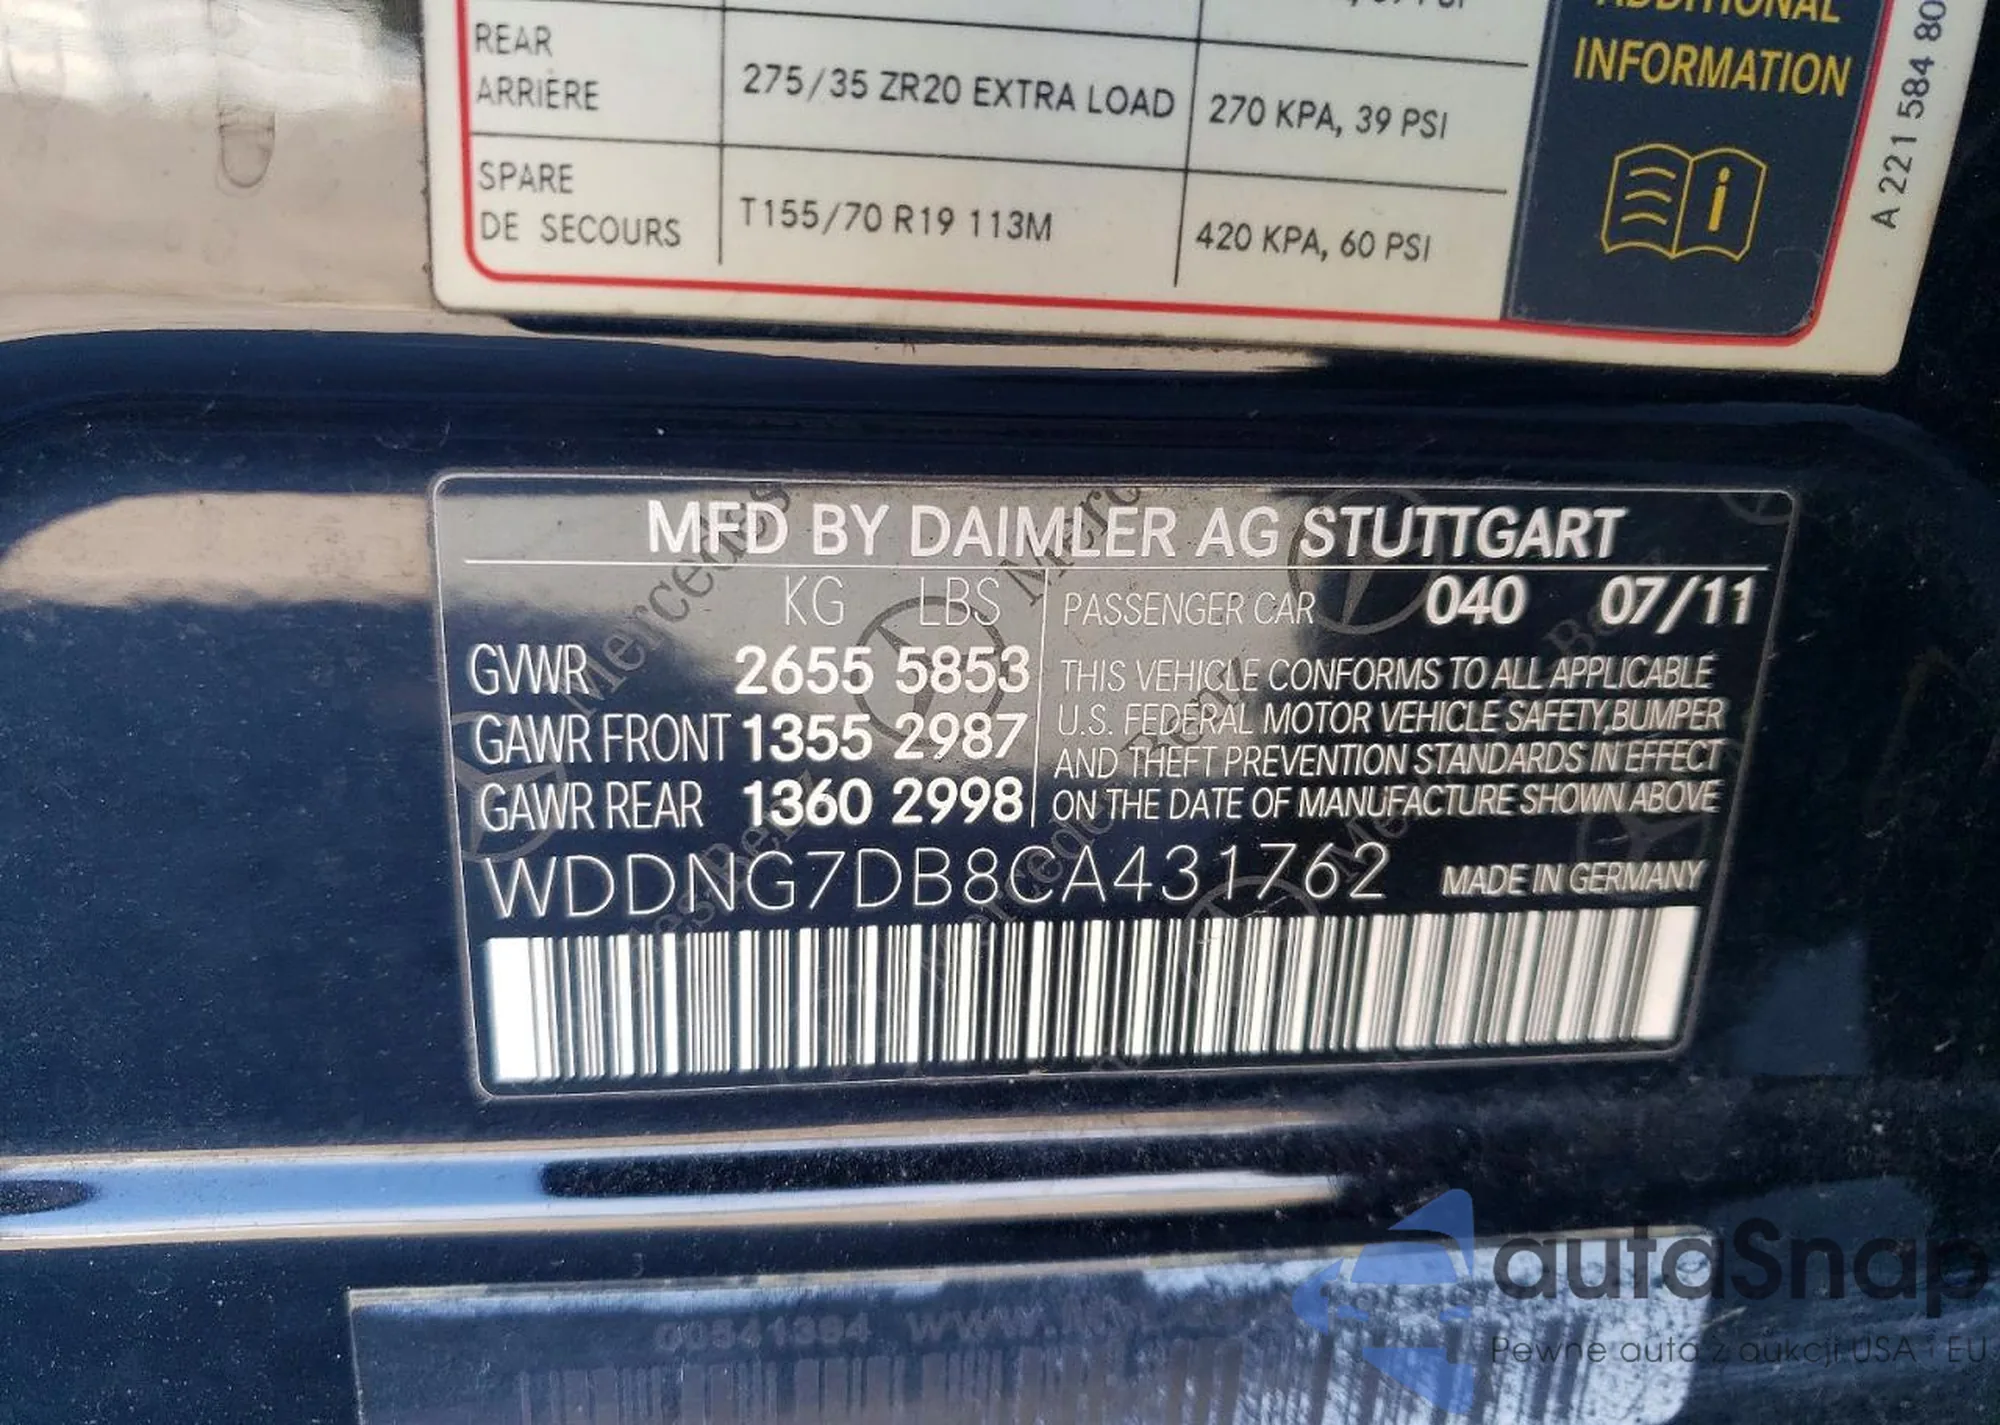 ADDITIONAL
INFORMATION
REAR
ARRIÈRE
275/35 ZR20 EXTRA LOAD
270 KPA, 39 PSI
SPARE
DE SECOURS
T155/70 R19 113M
420 KPA, 60 PSI
i
A 221 584 80
MFD BY DAIMLER AG STUTTGART
KG LBS
PASSENGER CAR 040 07/11
GVWR 2655 5853
GAWR FRONT 1355 2987
GAWR REAR 1360 2998
THIS VEHICLE CONFORMS TO ALL APPLICABLE
U.S. FEDERAL MOTOR VEHICLE SAFETY, BUMPER
AND THEFT PREVENTION STANDARDS IN EFFECT
ON THE DATE OF MANUFACTURE SHOWN ABOVE
WDDNG7DB8CA431762
MADE IN GERMANY
00541394 WWW.
autoSnap
Pewne auta z aukcji USA i EU